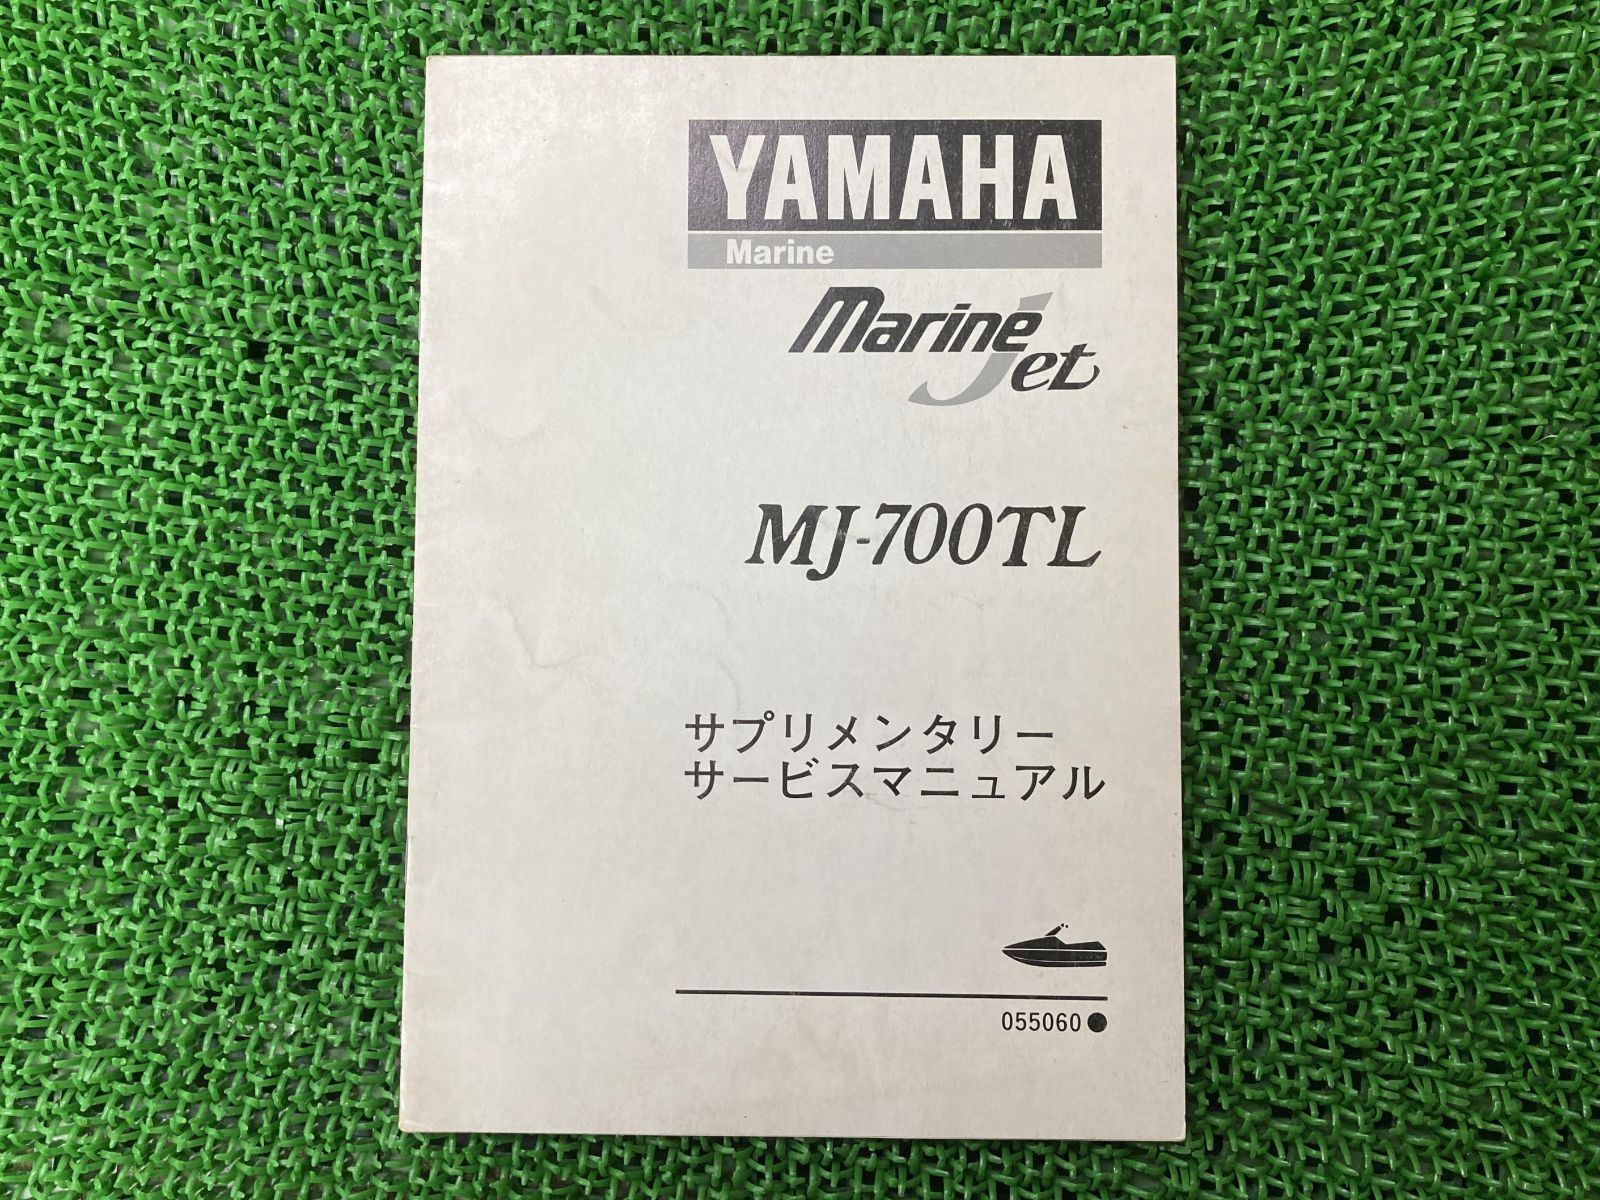 YAMAHA
Marine
Marine Jet
MJ-700TL
サプリメンタリー
サービスマニュアル
055060●